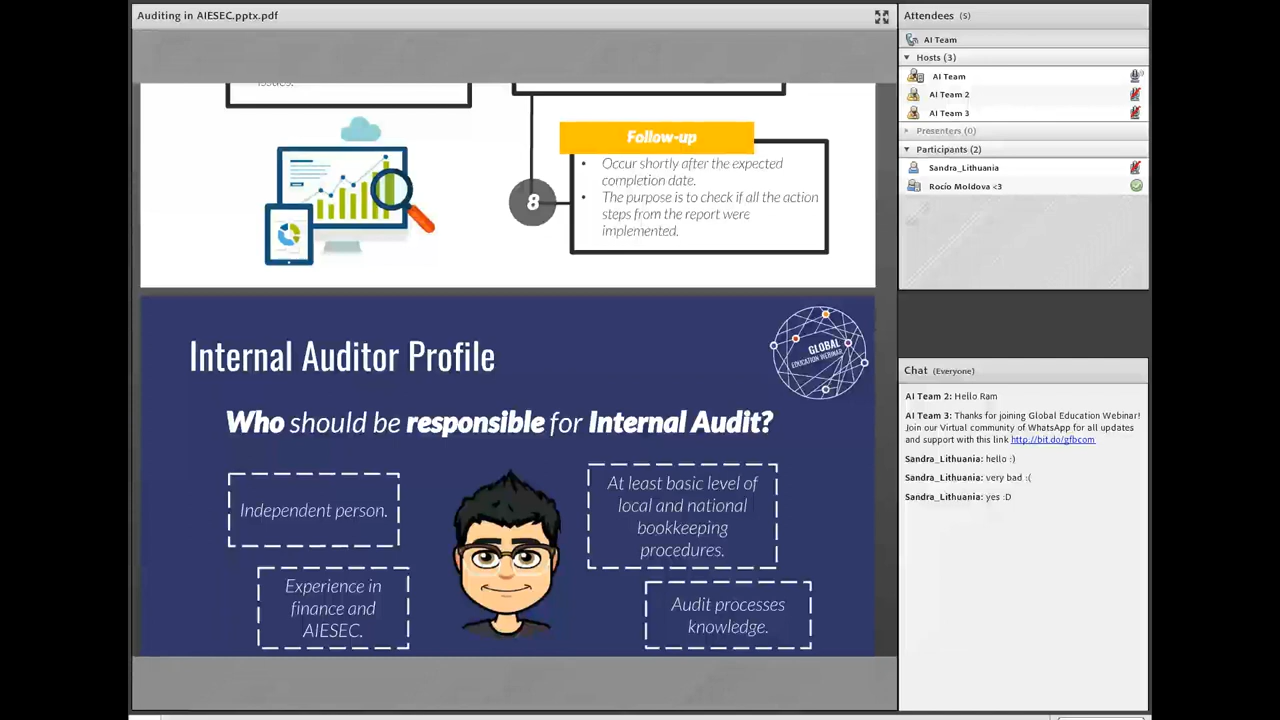 Auditing in AIESEC.pptx.pdf
issues.
Follow-up
• Occur shortly after the expected
completion date.
• The purpose is to check if all the action
steps from the report were
implemented.
8
Internal Auditor Profile
GLOBAL
EDUCATION WEBINAR
Who should be responsible for Internal Audit?
Independent person.
At least basic level of
local and national
bookkeeping
procedures.
Experience in
finance and
AIESEC.
Audit processes
knowledge.
Attendees (5)
AI Team
Hosts (3)
AI Team
AI Team 2
AI Team 3
Presenters (0)
Participants (2)
Sandra_Lithuania
Rocío Moldova <3
Chat (Everyone)
AI Team 2: Hello Ram
AI Team 3: Thanks for joining Global Education Webinar!
Join our Virtual community of WhatsApp for all updates
and support with this link http://bit.do/gfbcom
Sandra_Lithuania: hello :)
Sandra_Lithuania: very bad :(
Sandra_Lithuania: yes :D